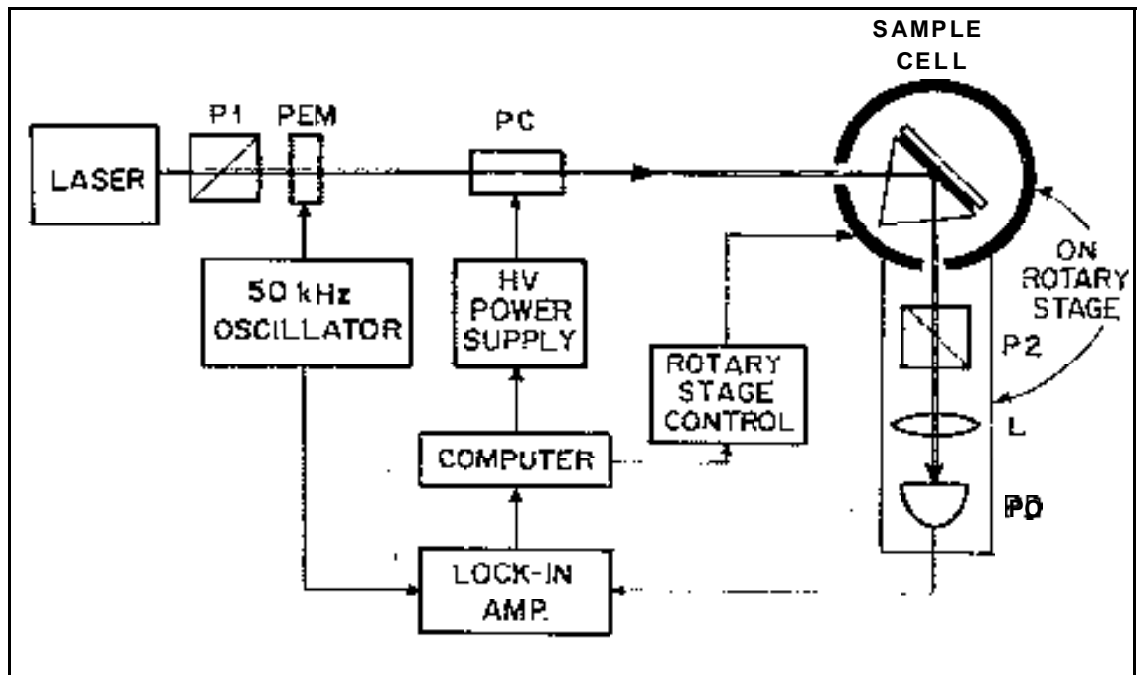 SAMPLE
CELL
P1
PEM
PC
LASER
50 kHz
OSCILLATOR
HV
POWER
SUPPLY
ROTARY
STAGE
CONTROL
ON
ROTARY
STAGE
P2
L
COMPUTER
PD
LOCK-IN
AMP.